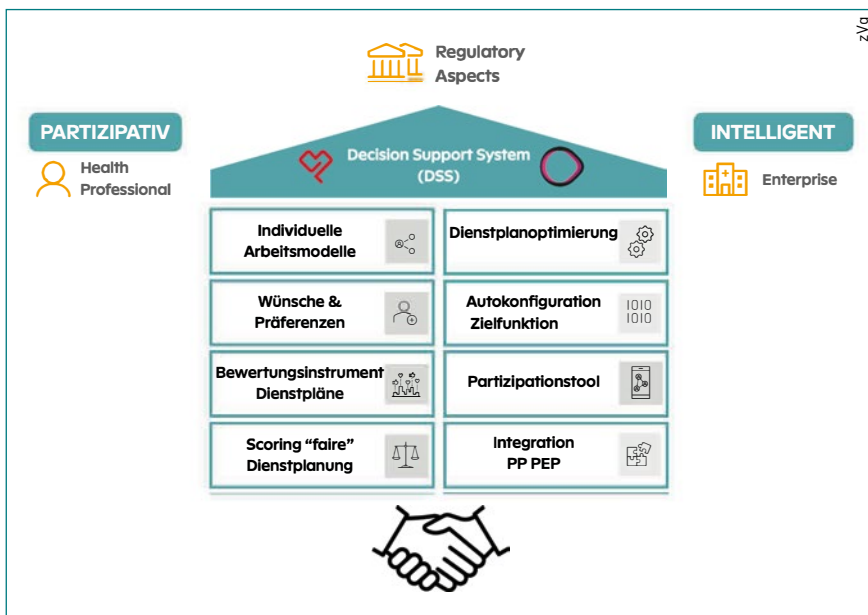 zVg
Regulatory
Aspects
PARTIZIPATIV
Health
Professional
INTELLIGENT
Enterprise
Decision Support System
(DSS)
Individuelle
Arbeitsmodelle
Dienstplanoptimierung
Wünsche &
Präferenzen
Autokonfiguration
Zielfunktion
1010
1010
Bewertungsinstrument
Dienstpläne
Partizipationstool
Scoring “faire”
Dienstplanung
Integration
PP PEP